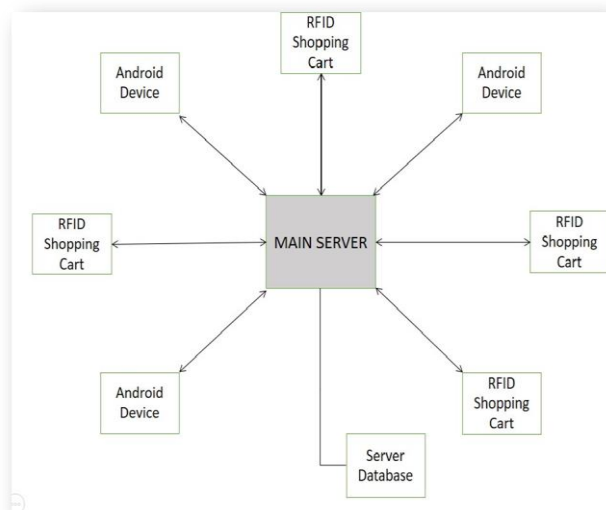 RFID
Shopping
Cart
Android
Device
Android
Device
RFID
Shopping
Cart
MAIN SERVER
RFID
Shopping
Cart
Android
Device
RFID
Shopping
Cart
Server
Database